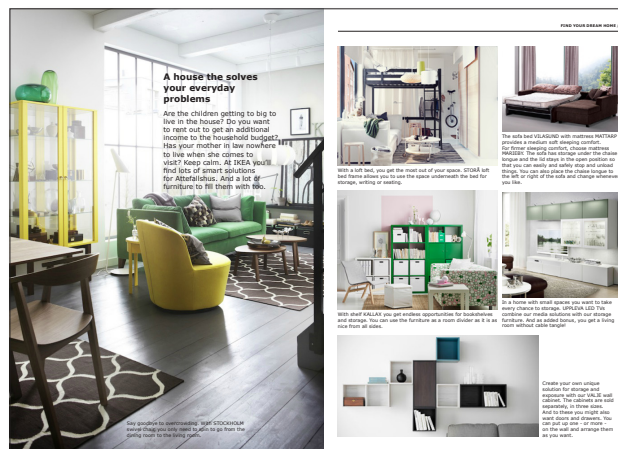 FIND YOUR DREAM HOME
A house the solves
your everyday
problems
Are the children getting to big to
live in the house? Do you want
to rent out to get an additional
income to the household budget?
Has your mother in law nowhere
to live when she comes to
visit? Keep calm. At IKEA you'll
find lots of smart solutions
for Attefallshus. And a lot of
furniture to fill them with too.
Say goodbye to overcrowding. With STOCKHOLM
swivel chair you only need to spin to go from the
dining room to the living room.
With a loft bed, you get the most out of your space. STORÅ loft
bed frame allows you to use the space underneath the bed for
storage, writing or seating.
The sofa bed VILASUND with mattress MATTARP
provides a medium soft sleeping comfort.
For firmer sleeping comfort, choose mattress
MARIEBY. The sofa has storage under the chaise
longue and the lid stays in the open position so
that you can easily and safely stop and unload
things. You can also place the chaise longue to
the left or right of the sofa and change whenever
you like.
With shelf KALLAX you get endless opportunities for bookshelves
and storage. You can use the furniture as a room divider as it is as
nice from all sides.
In a home with small spaces you want to take
every chance to storage. UPPLEVA LED TVs
combine our media solutions with our storage
furniture. And as added bonus, you get a living
room without cable tangle!
Create your own unique
solution for storage and
exposure with our VALJE wall
cabinet. The cabinets are sold
separately, in three sizes.
And to these you might also
want doors and drawers. You
can put up one - or more -
on the wall and arrange them
as you want.